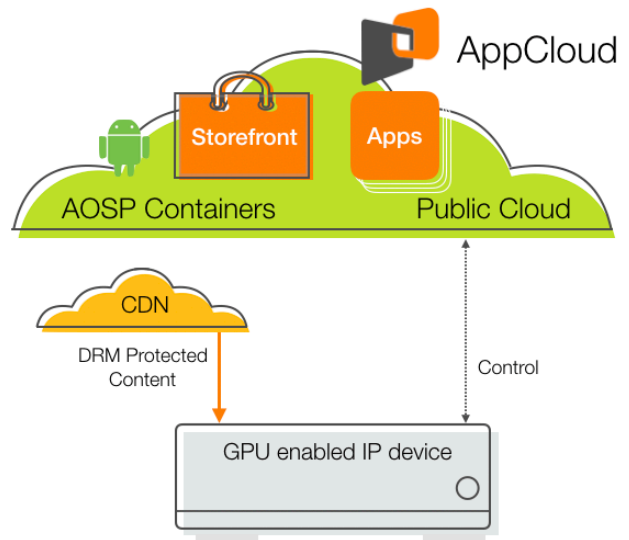 AppCloud
Storefront
Apps
AOSP Containers
Public Cloud
CDN
DRM Protected
Content
Control
GPU enabled IP device